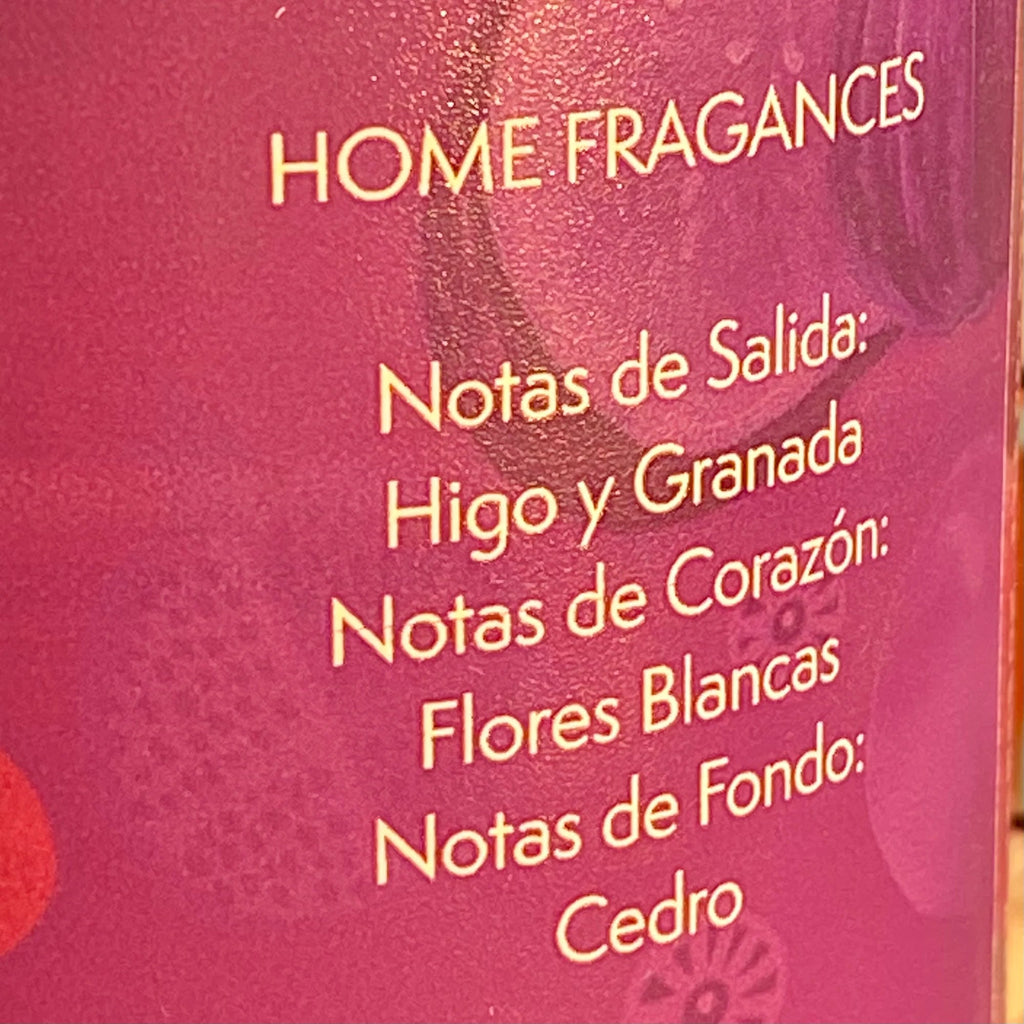 HOME FRAGANCES
Notas de Salida:
Higo y Granada
Notas de Corazón:
Flores Blancas
Notas de Fondo:
Cedro